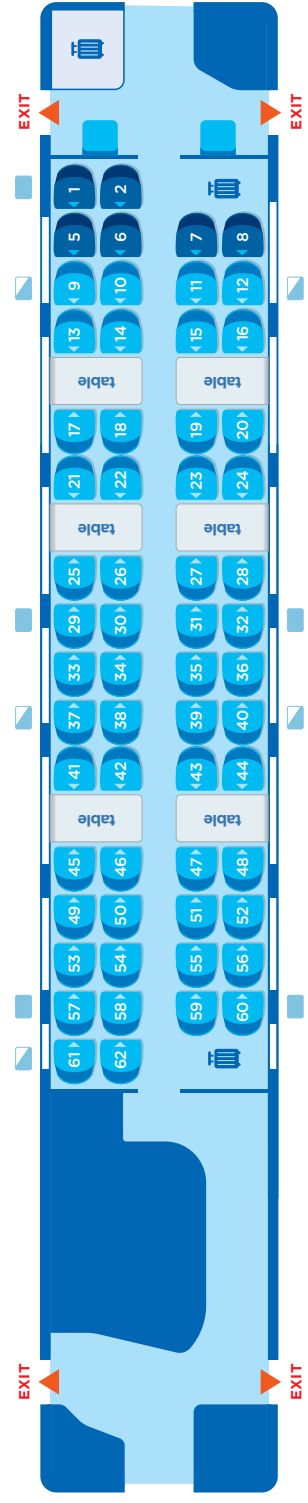 EXIT EXIT
1 2
5 6 7 8
9 10 11 12
13 14 15 16
table table
17 18 19 20
21 22 23 24
table table
25 26 27 28
29 30 31 32
33 34 35 36
37 38 39 40
41 42 43 44
table table
45 46 47 48
49 50 51 52
53 54 55 56
57 58 59 60
61 62
EXIT EXIT